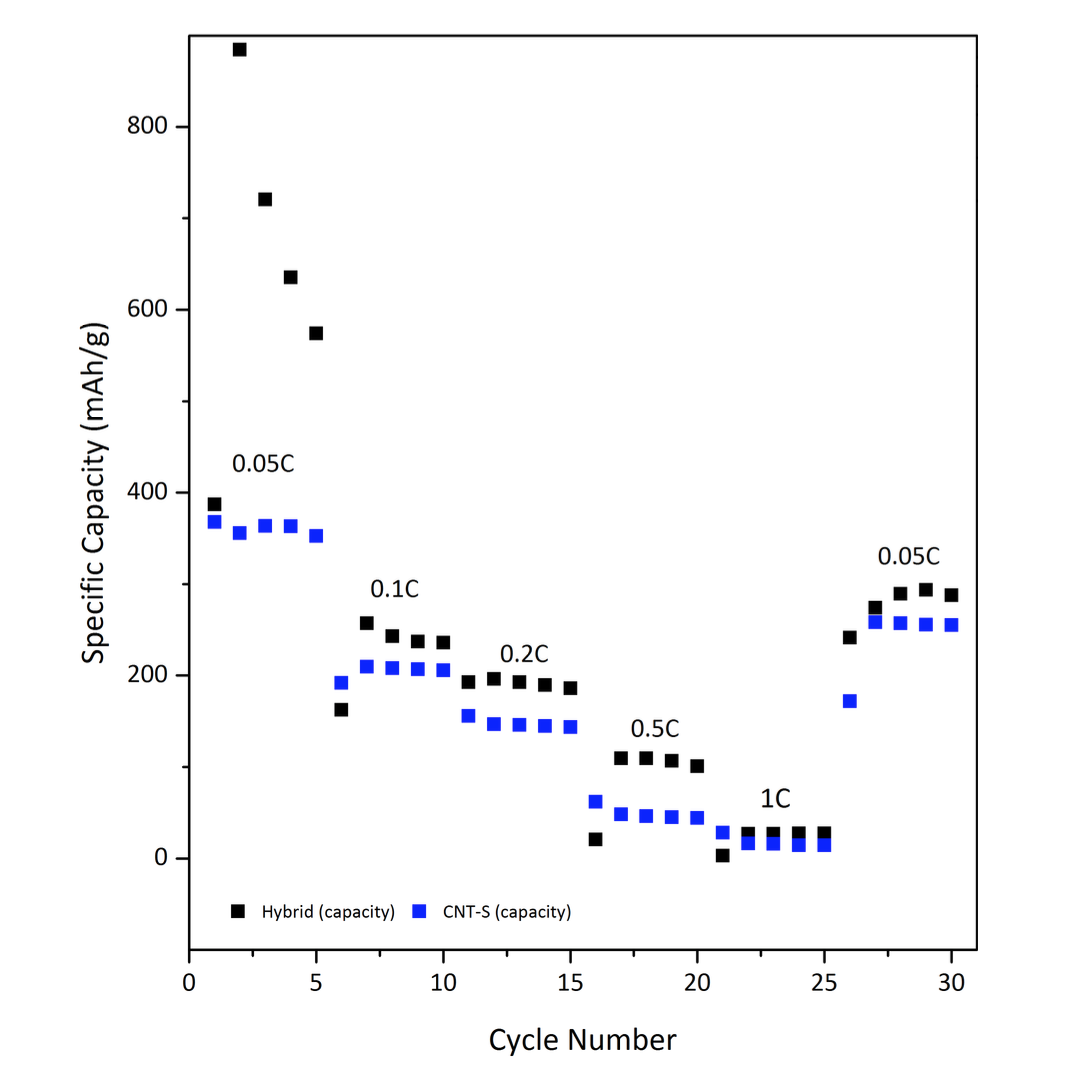 Specific Capacity (mAh/g)
800
600
400
200
0
0.05C
0.1C
0.2C
0.5C
1C
0.05C
Hybrid (capacity) CNT-S (capacity)
0 5 10 15 20 25 30
Cycle Number